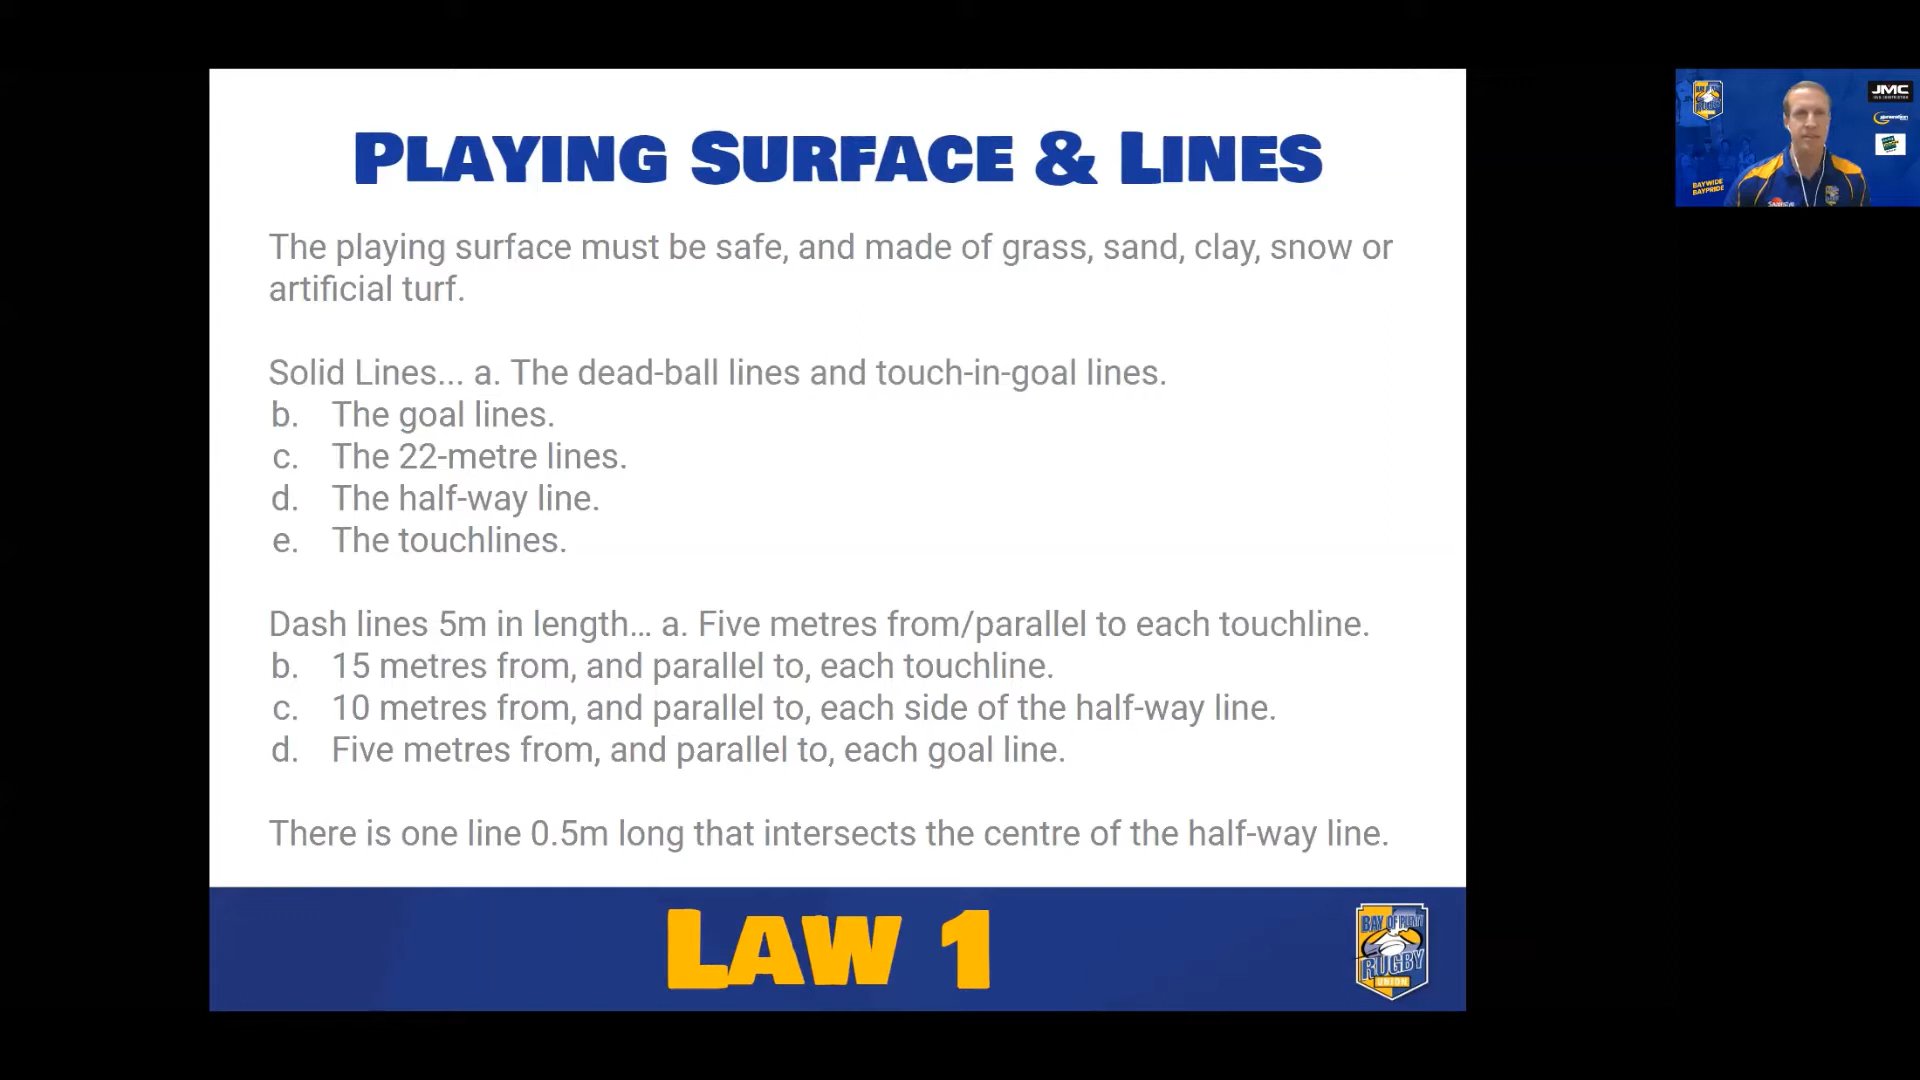 PLAYING SURFACE & LINES
The playing surface must be safe, and made of grass, sand, clay, snow or
artificial turf.
Solid Lines... a. The dead-ball lines and touch-in-goal lines.
b. The goal lines.
c. The 22-metre lines.
d. The half-way line.
e. The touchlines.
Dash lines 5m in length... a. Five metres from/parallel to each touchline.
b. 15 metres from, and parallel to, each touchline.
c. 10 metres from, and parallel to, each side of the half-way line.
d. Five metres from, and parallel to, each goal line.
There is one line 0.5m long that intersects the centre of the half-way line.
LAW 1
BAY OF PLENTY
RUGBY
UNION
JMC
BAYWIDE
BAYPRIDE